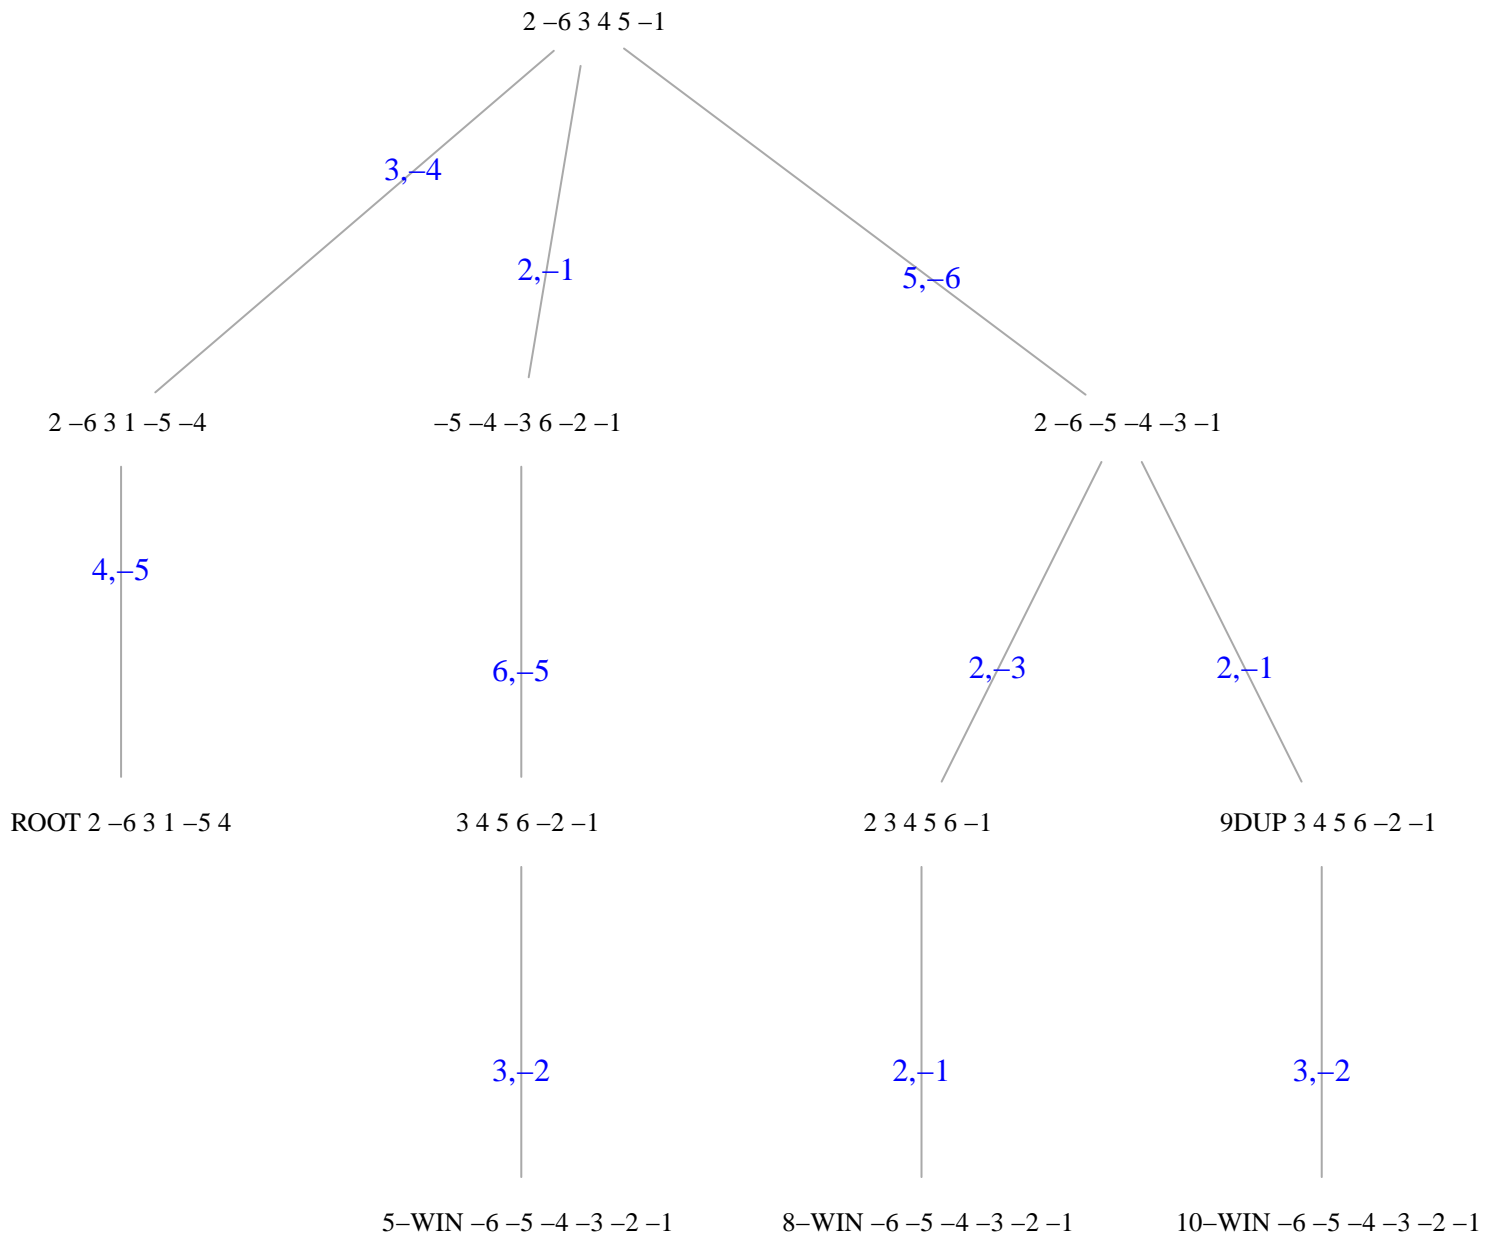 2 –6 3 4 5 –1
3,–4
2,–1
5,–6
2 –6 3 1 –5 –4
–5 –4 –3 6 –2 –1
2 –6 –5 –4 –3 –1
4,–5
6,–5
2,–3
2,–1
ROOT 2 –6 3 1 –5 4
3 4 5 6 –2 –1
2 3 4 5 6 –1
9DUP 3 4 5 6 –2 –1
3,–2
2,–1
3,–2
5–WIN –6 –5 –4 –3 –2 –1
8–WIN –6 –5 –4 –3 –2 –1
10–WIN –6 –5 –4 –3 –2 –1